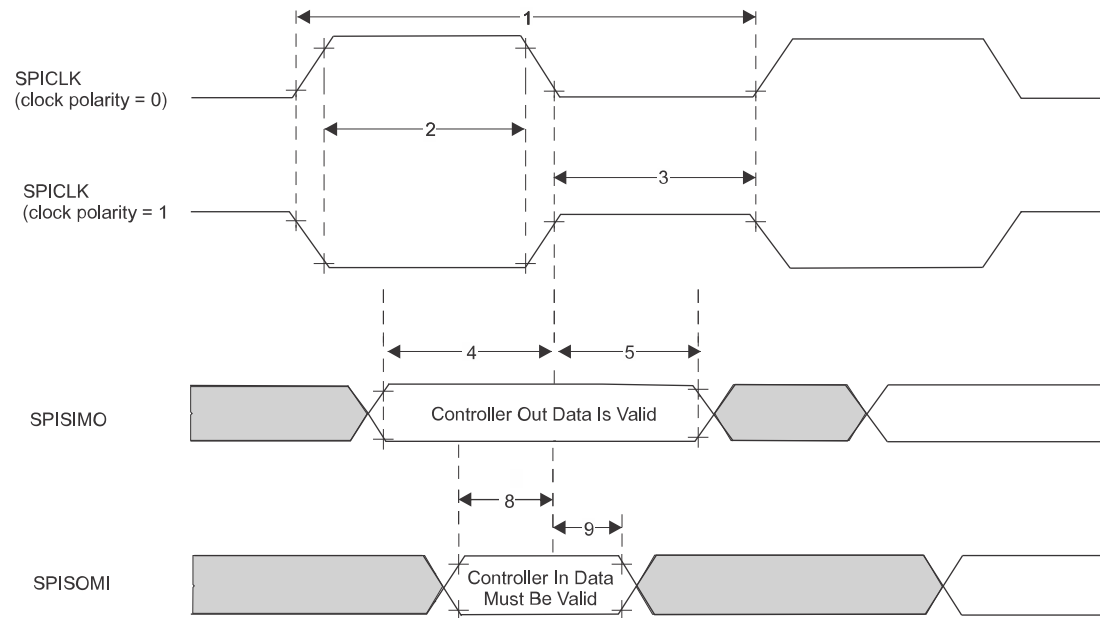 1
SPICLK
(clock polarity = 0)
2
3
SPICLK
(clock polarity = 1
4
5
SPISIMO
Controller Out Data Is Valid
8
9
SPISOMI
Controller In Data
Must Be Valid